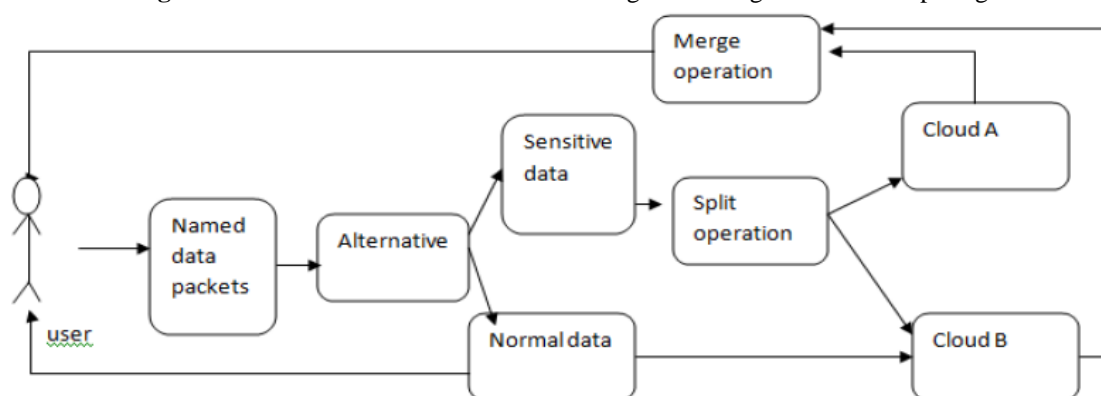 Merge
operation
Cloud A
Sensitive
data
Split
operation
Named
data
packets
Alternative
user
Normal data
Cloud B